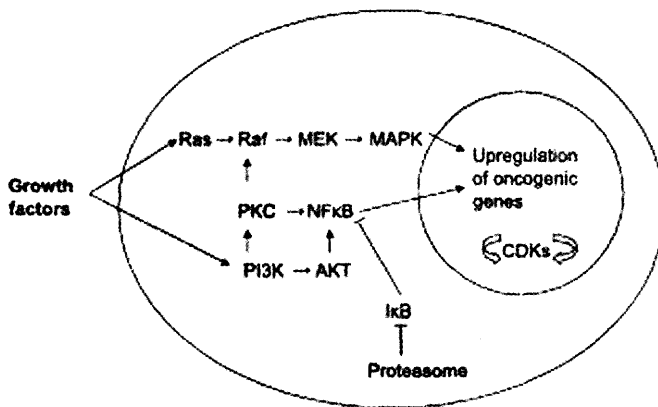 Ras → Raf → MEK → MAPK
Upregulation
of oncogenic
genes
Growth
factors
PKC → NFκB
CDKs
PI3K → AKT
IκB
Proteasome